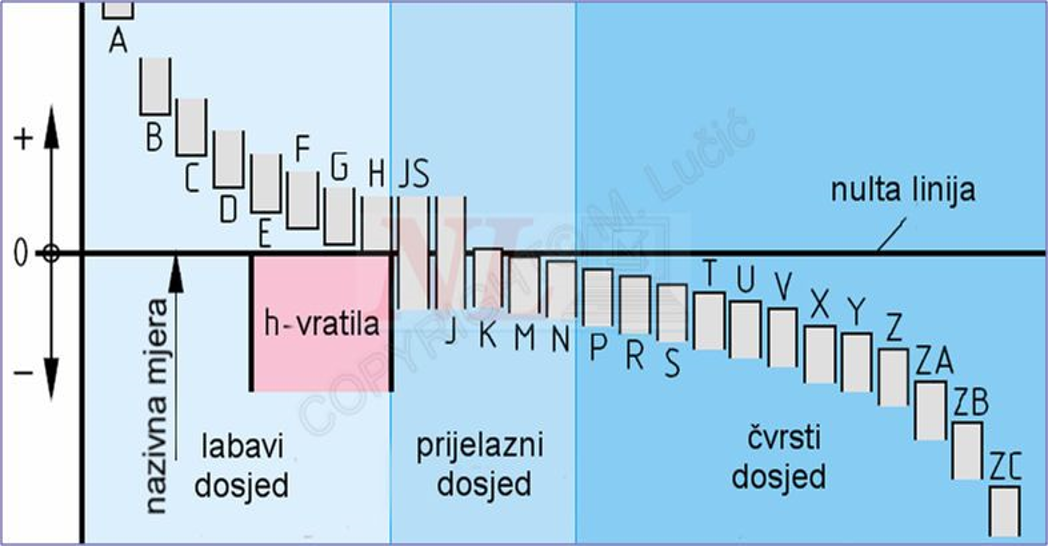 A
B
C
D
E
F
G
H
JS
J
K
M
N
P
R
S
T
U
V
X
Y
Z
ZA
ZB
ZC
+
0
−
nulta linija
h-vratila
nazivna mjera
labavi
dosjed
prijelazni
dosjed
čvrsti
dosjed
NL
COPYRIGHT © M. Lučić